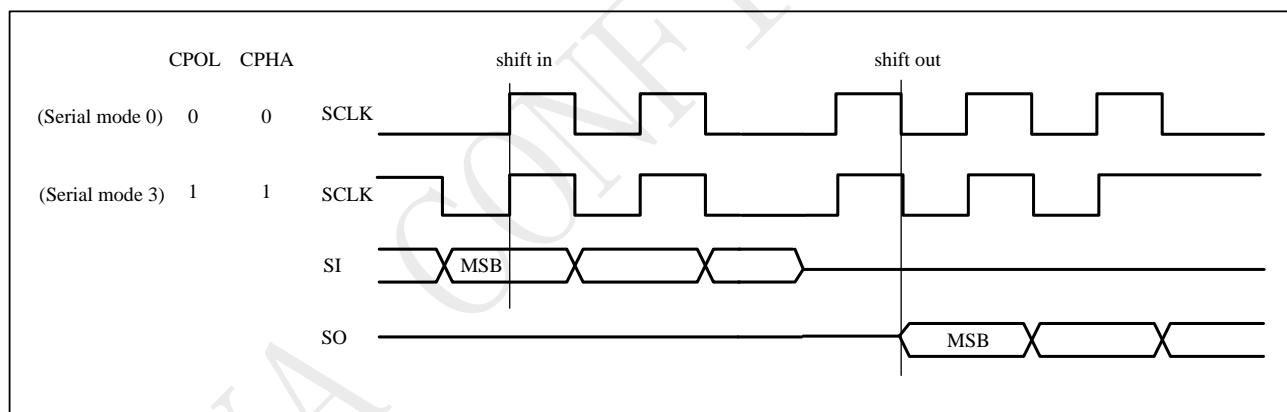 CPOL CPHA shift in shift out
(Serial mode 0) 0 0 SCLK
(Serial mode 3) 1 1 SCLK
SI MSB
SO MSB